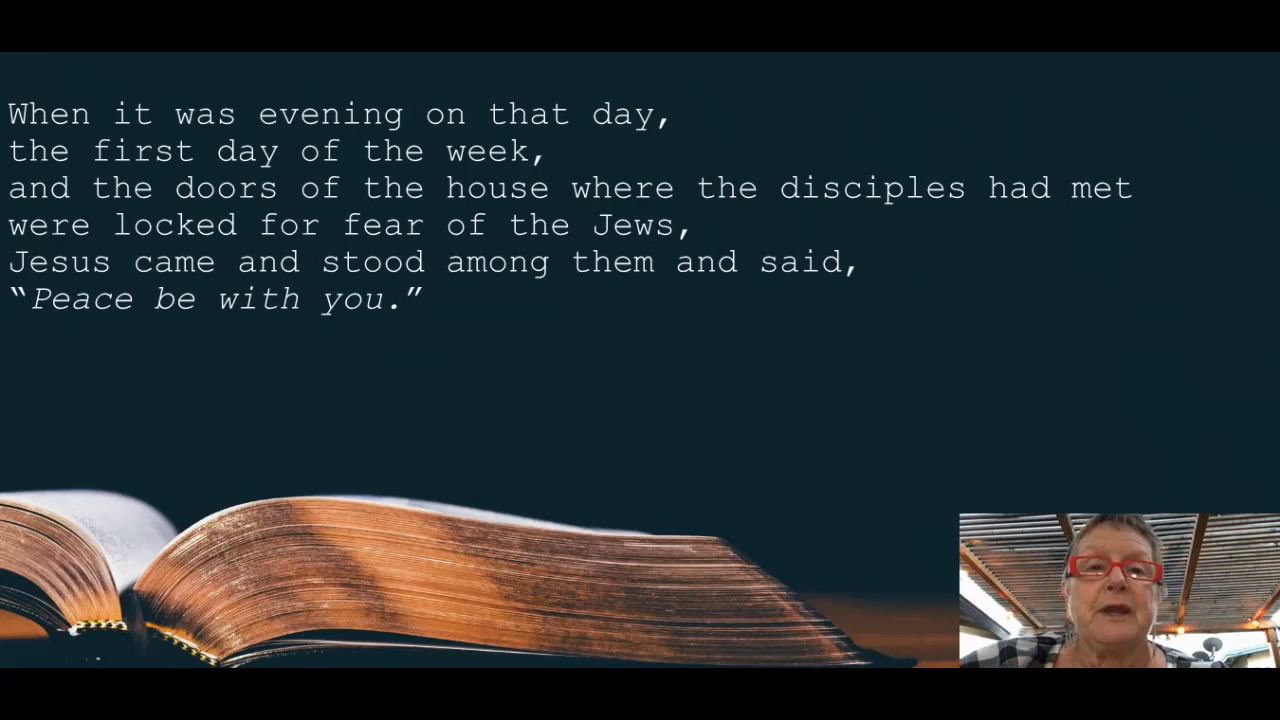 When it was evening on that day,
the first day of the week,
and the doors of the house where the disciples had met
were locked for fear of the Jews,
Jesus came and stood among them and said,
“Peace be with you.”